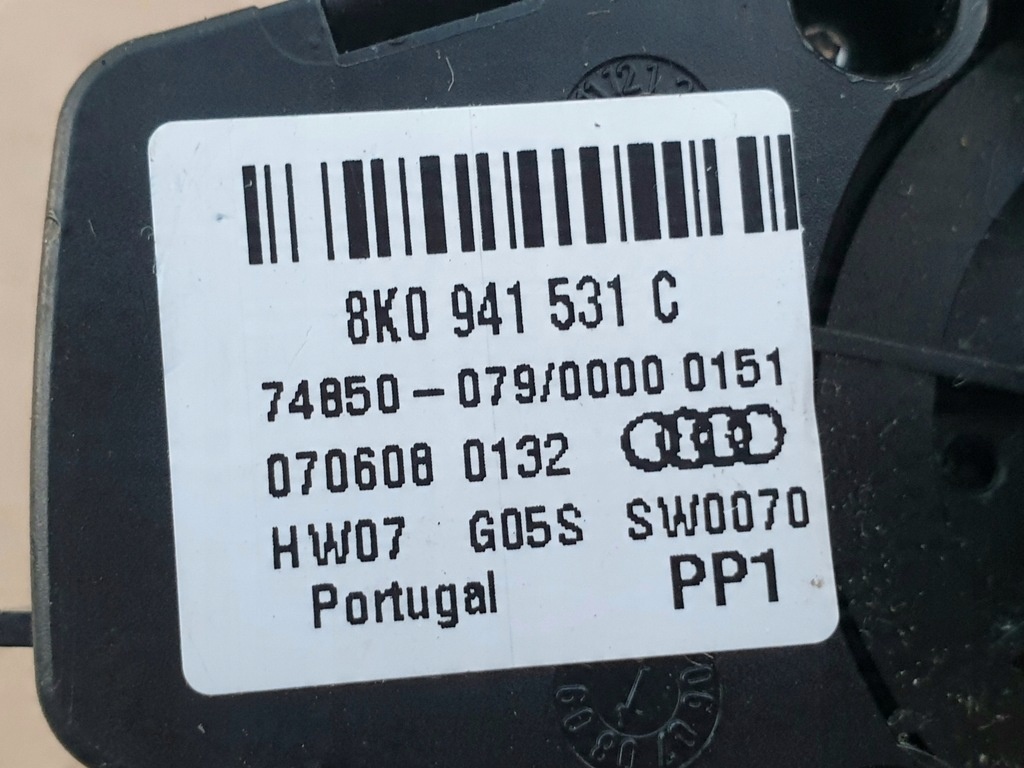 8K0 941 531 C
74850-079/0000 0151
070608 0132
HW07 G05S SW0070
Portugal PP1